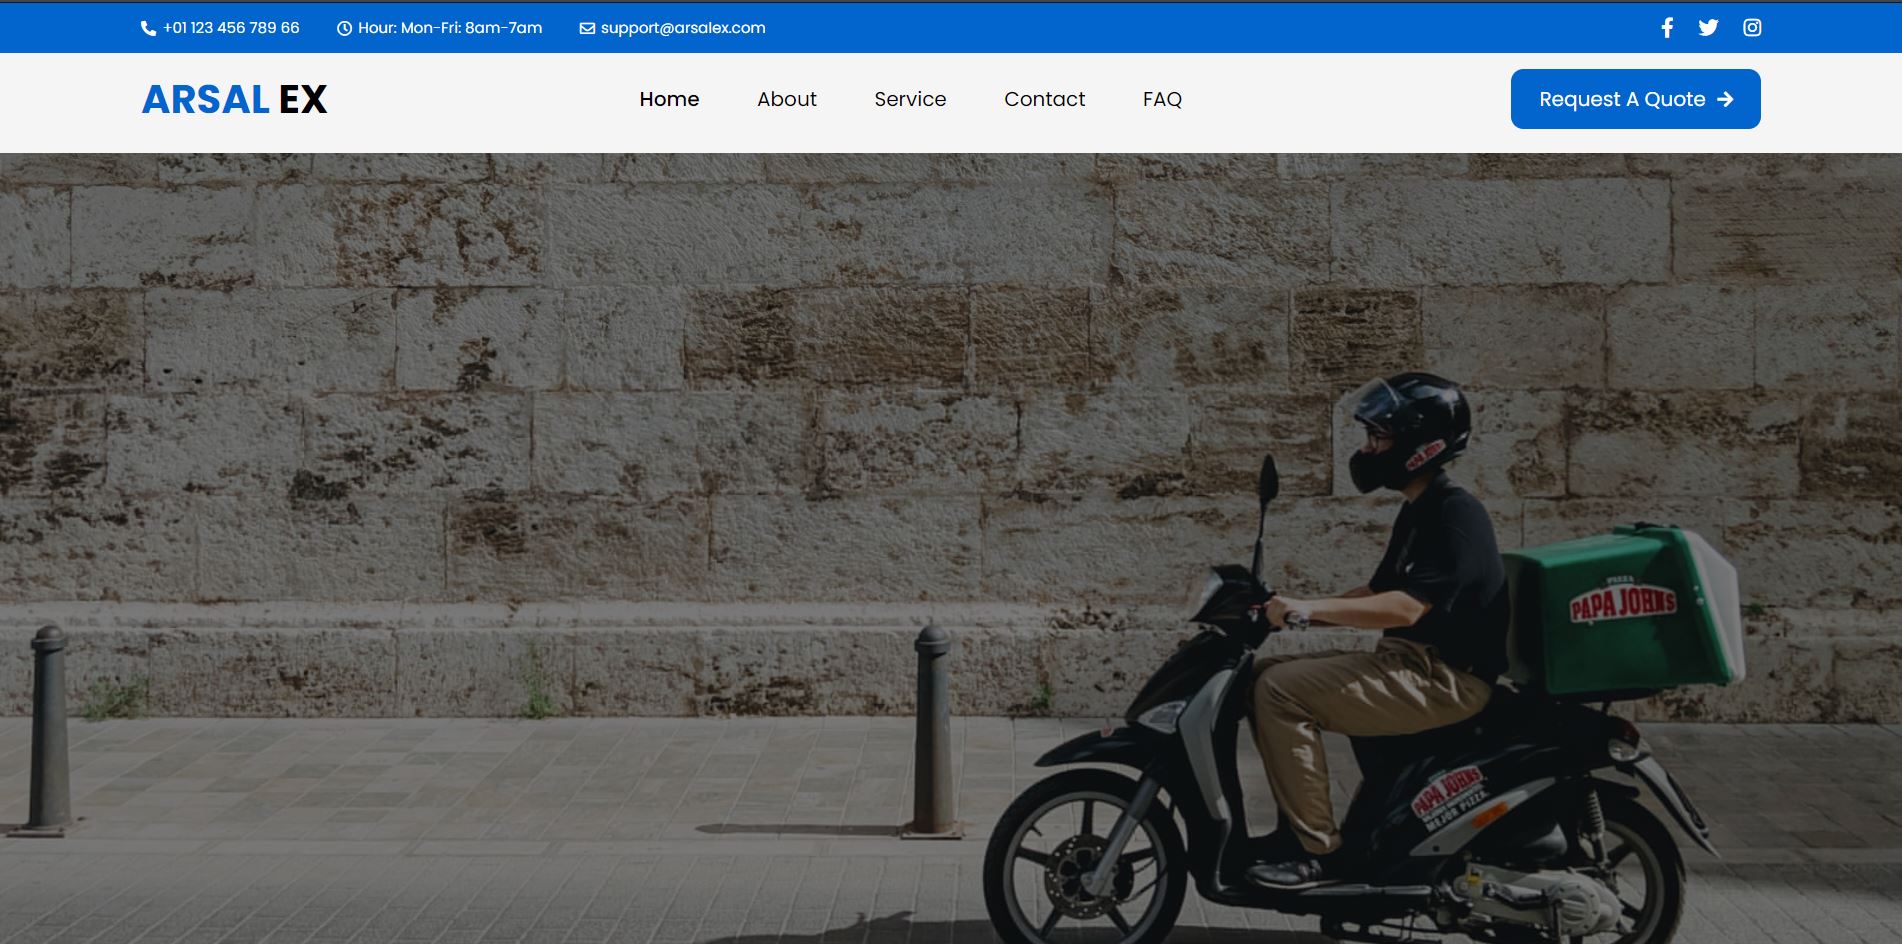 +01 123 456 789 66
Hour: Mon-Fri: 8am-7am
support@arsalex.com
ARSAL EX
Home
About
Service
Contact
FAQ
Request A Quote
PIZZA
PAPA JOHNS
PAPA JOHNS
MEJOR PIZZA.